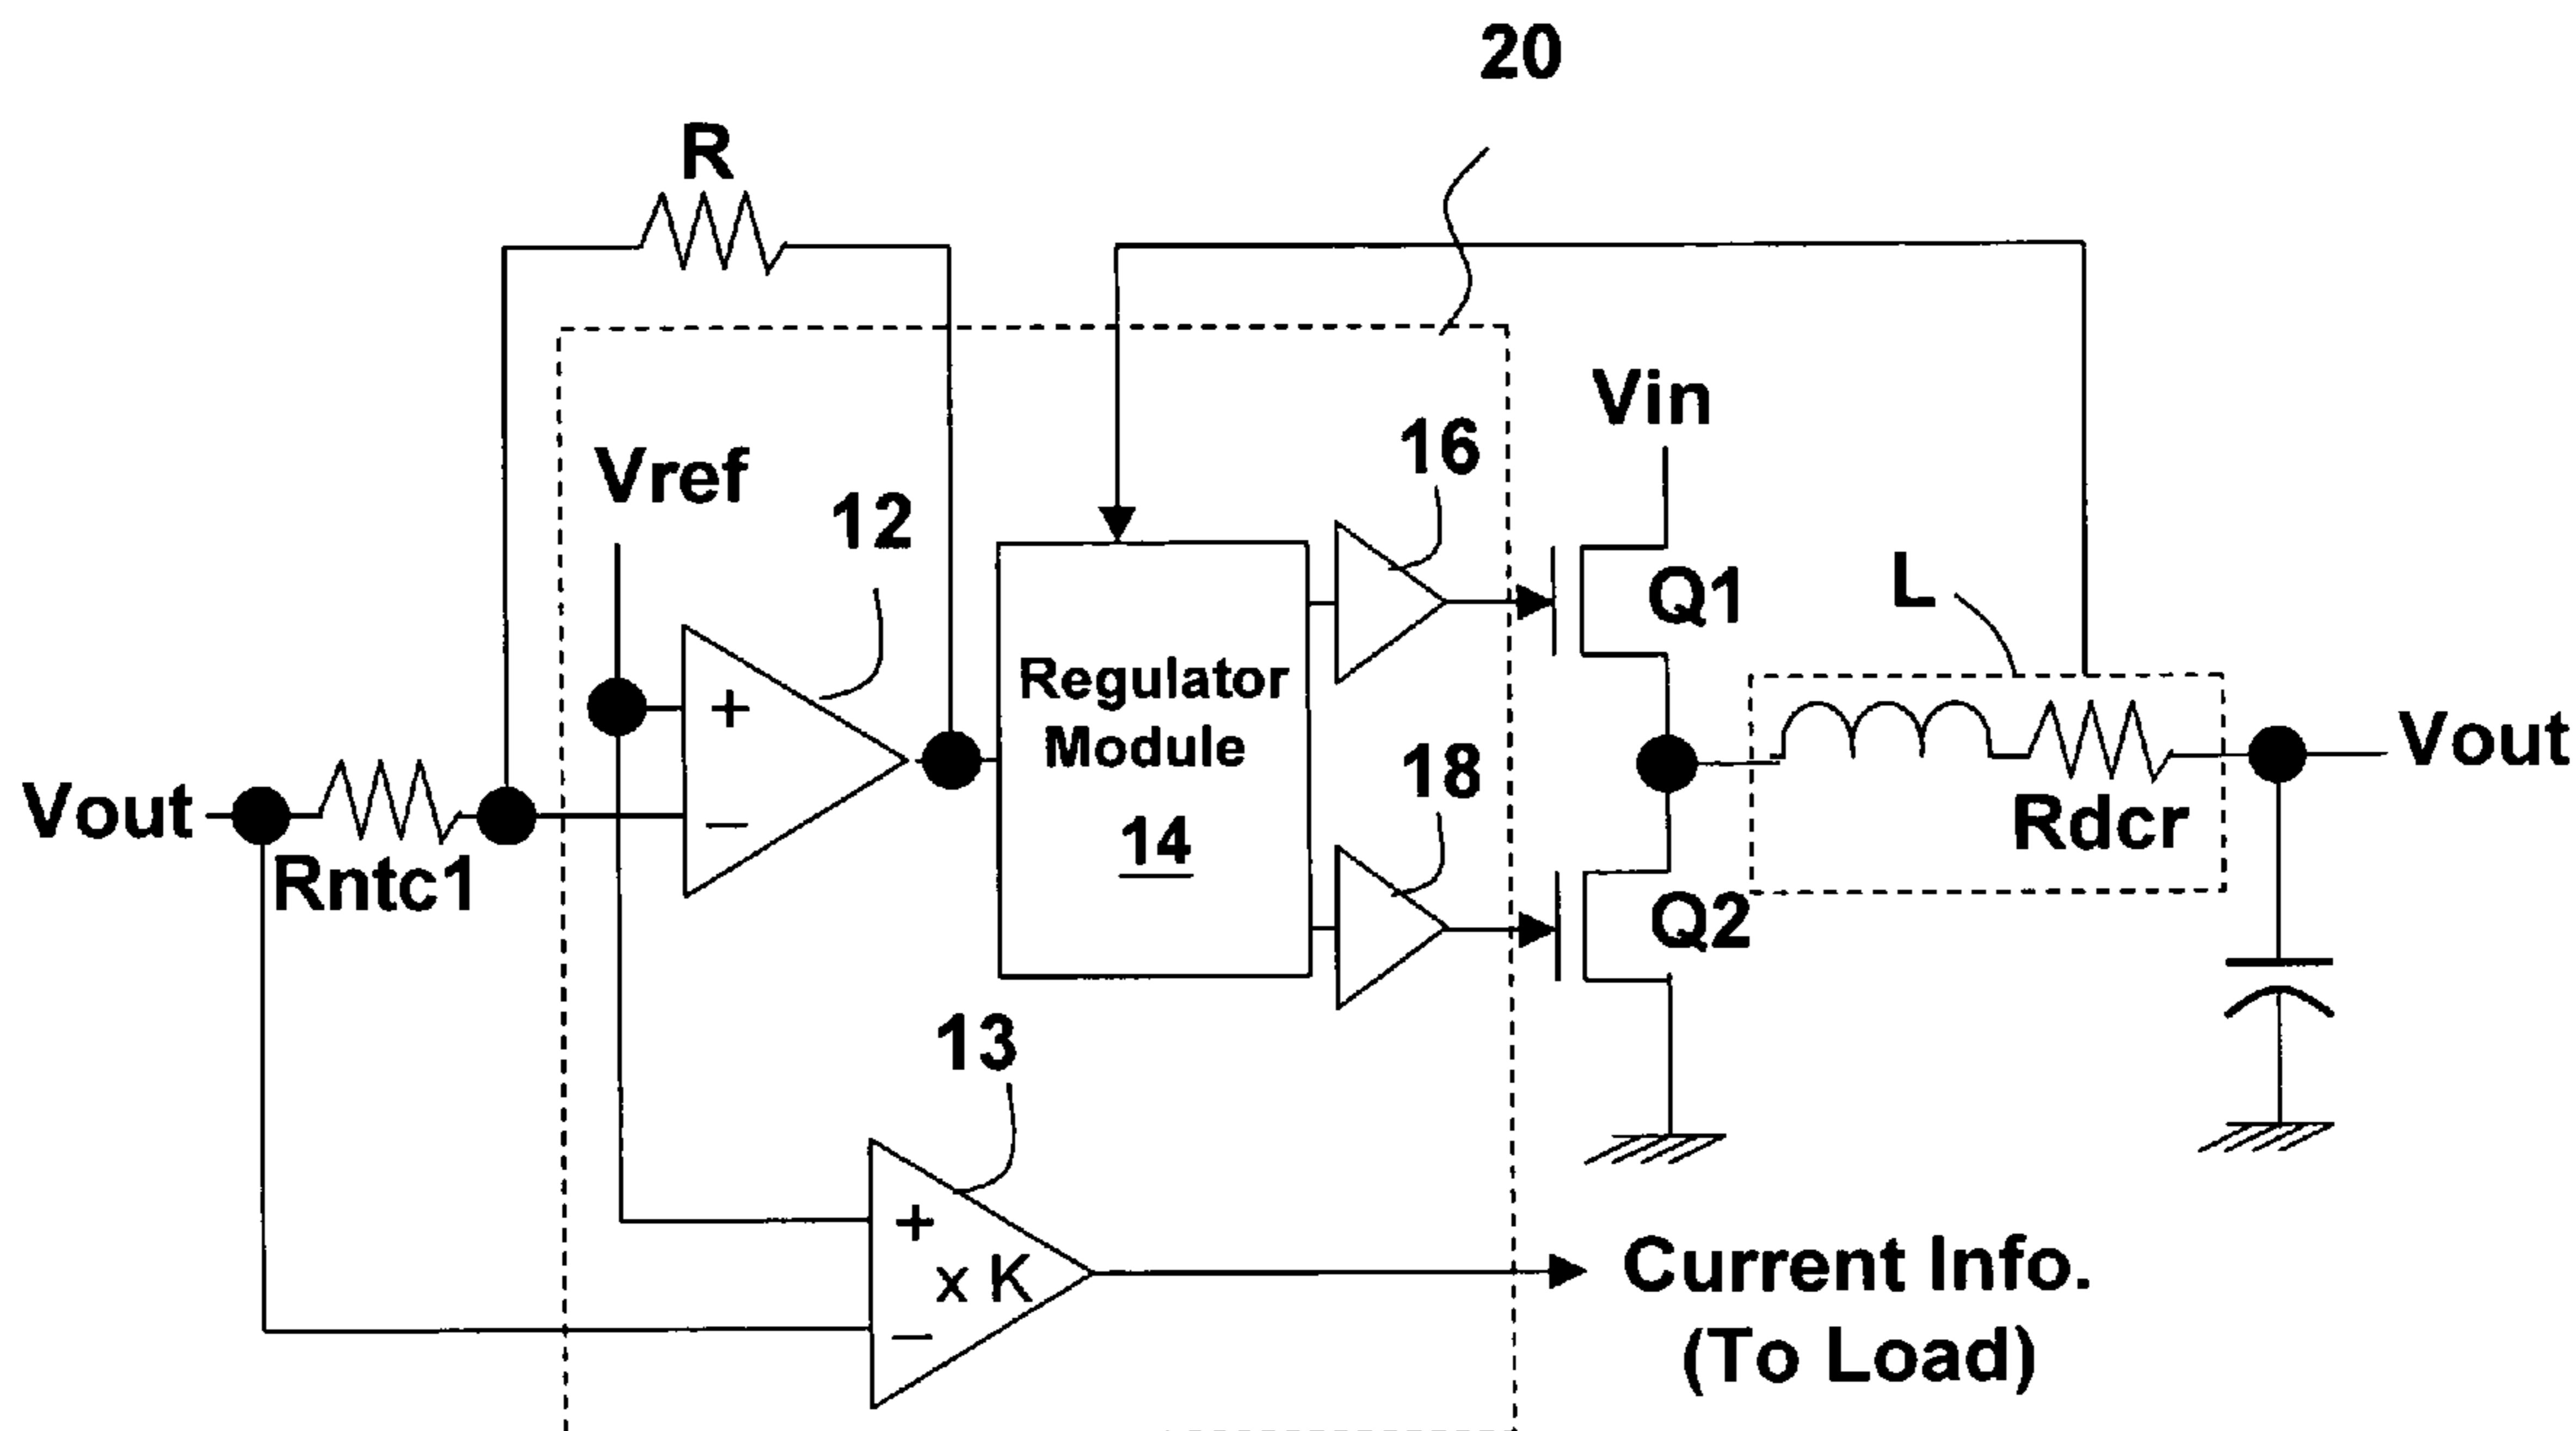 20
R
Vin
16
Vref
12
L
Q1
Regulator
Module
14
18
Vout
Vout
Rntc1
Rdcr
Q2
+
−
13
+
x K
−
Current Info.
(To Load)